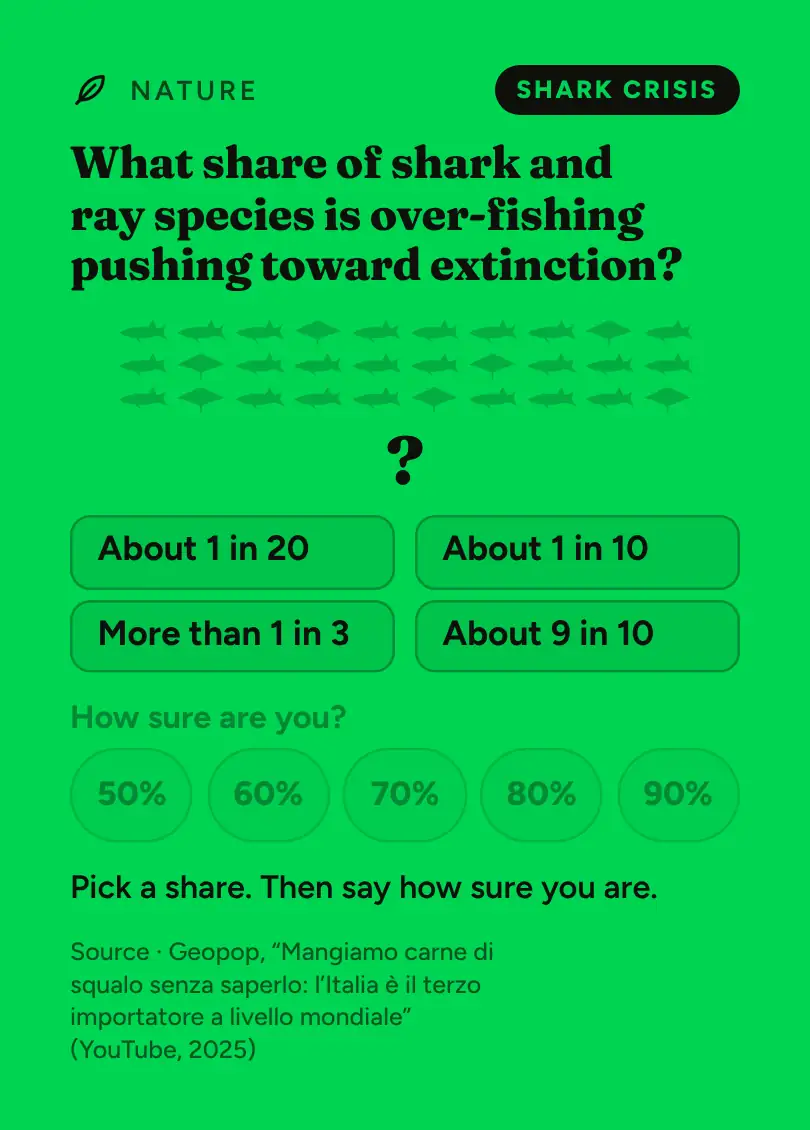 NATURE
SHARK CRISIS
What share of shark and
ray species is over-fishing
pushing toward extinction?
?
About 1 in 20
About 1 in 10
More than 1 in 3
About 9 in 10
How sure are you?
50%
60%
70%
80%
90%
Pick a share. Then say how sure you are.
Source · Geopop, “Mangiamo carne di
squalo senza saperlo: l’Italia è il terzo
importatore a livello mondiale”
(YouTube, 2025)